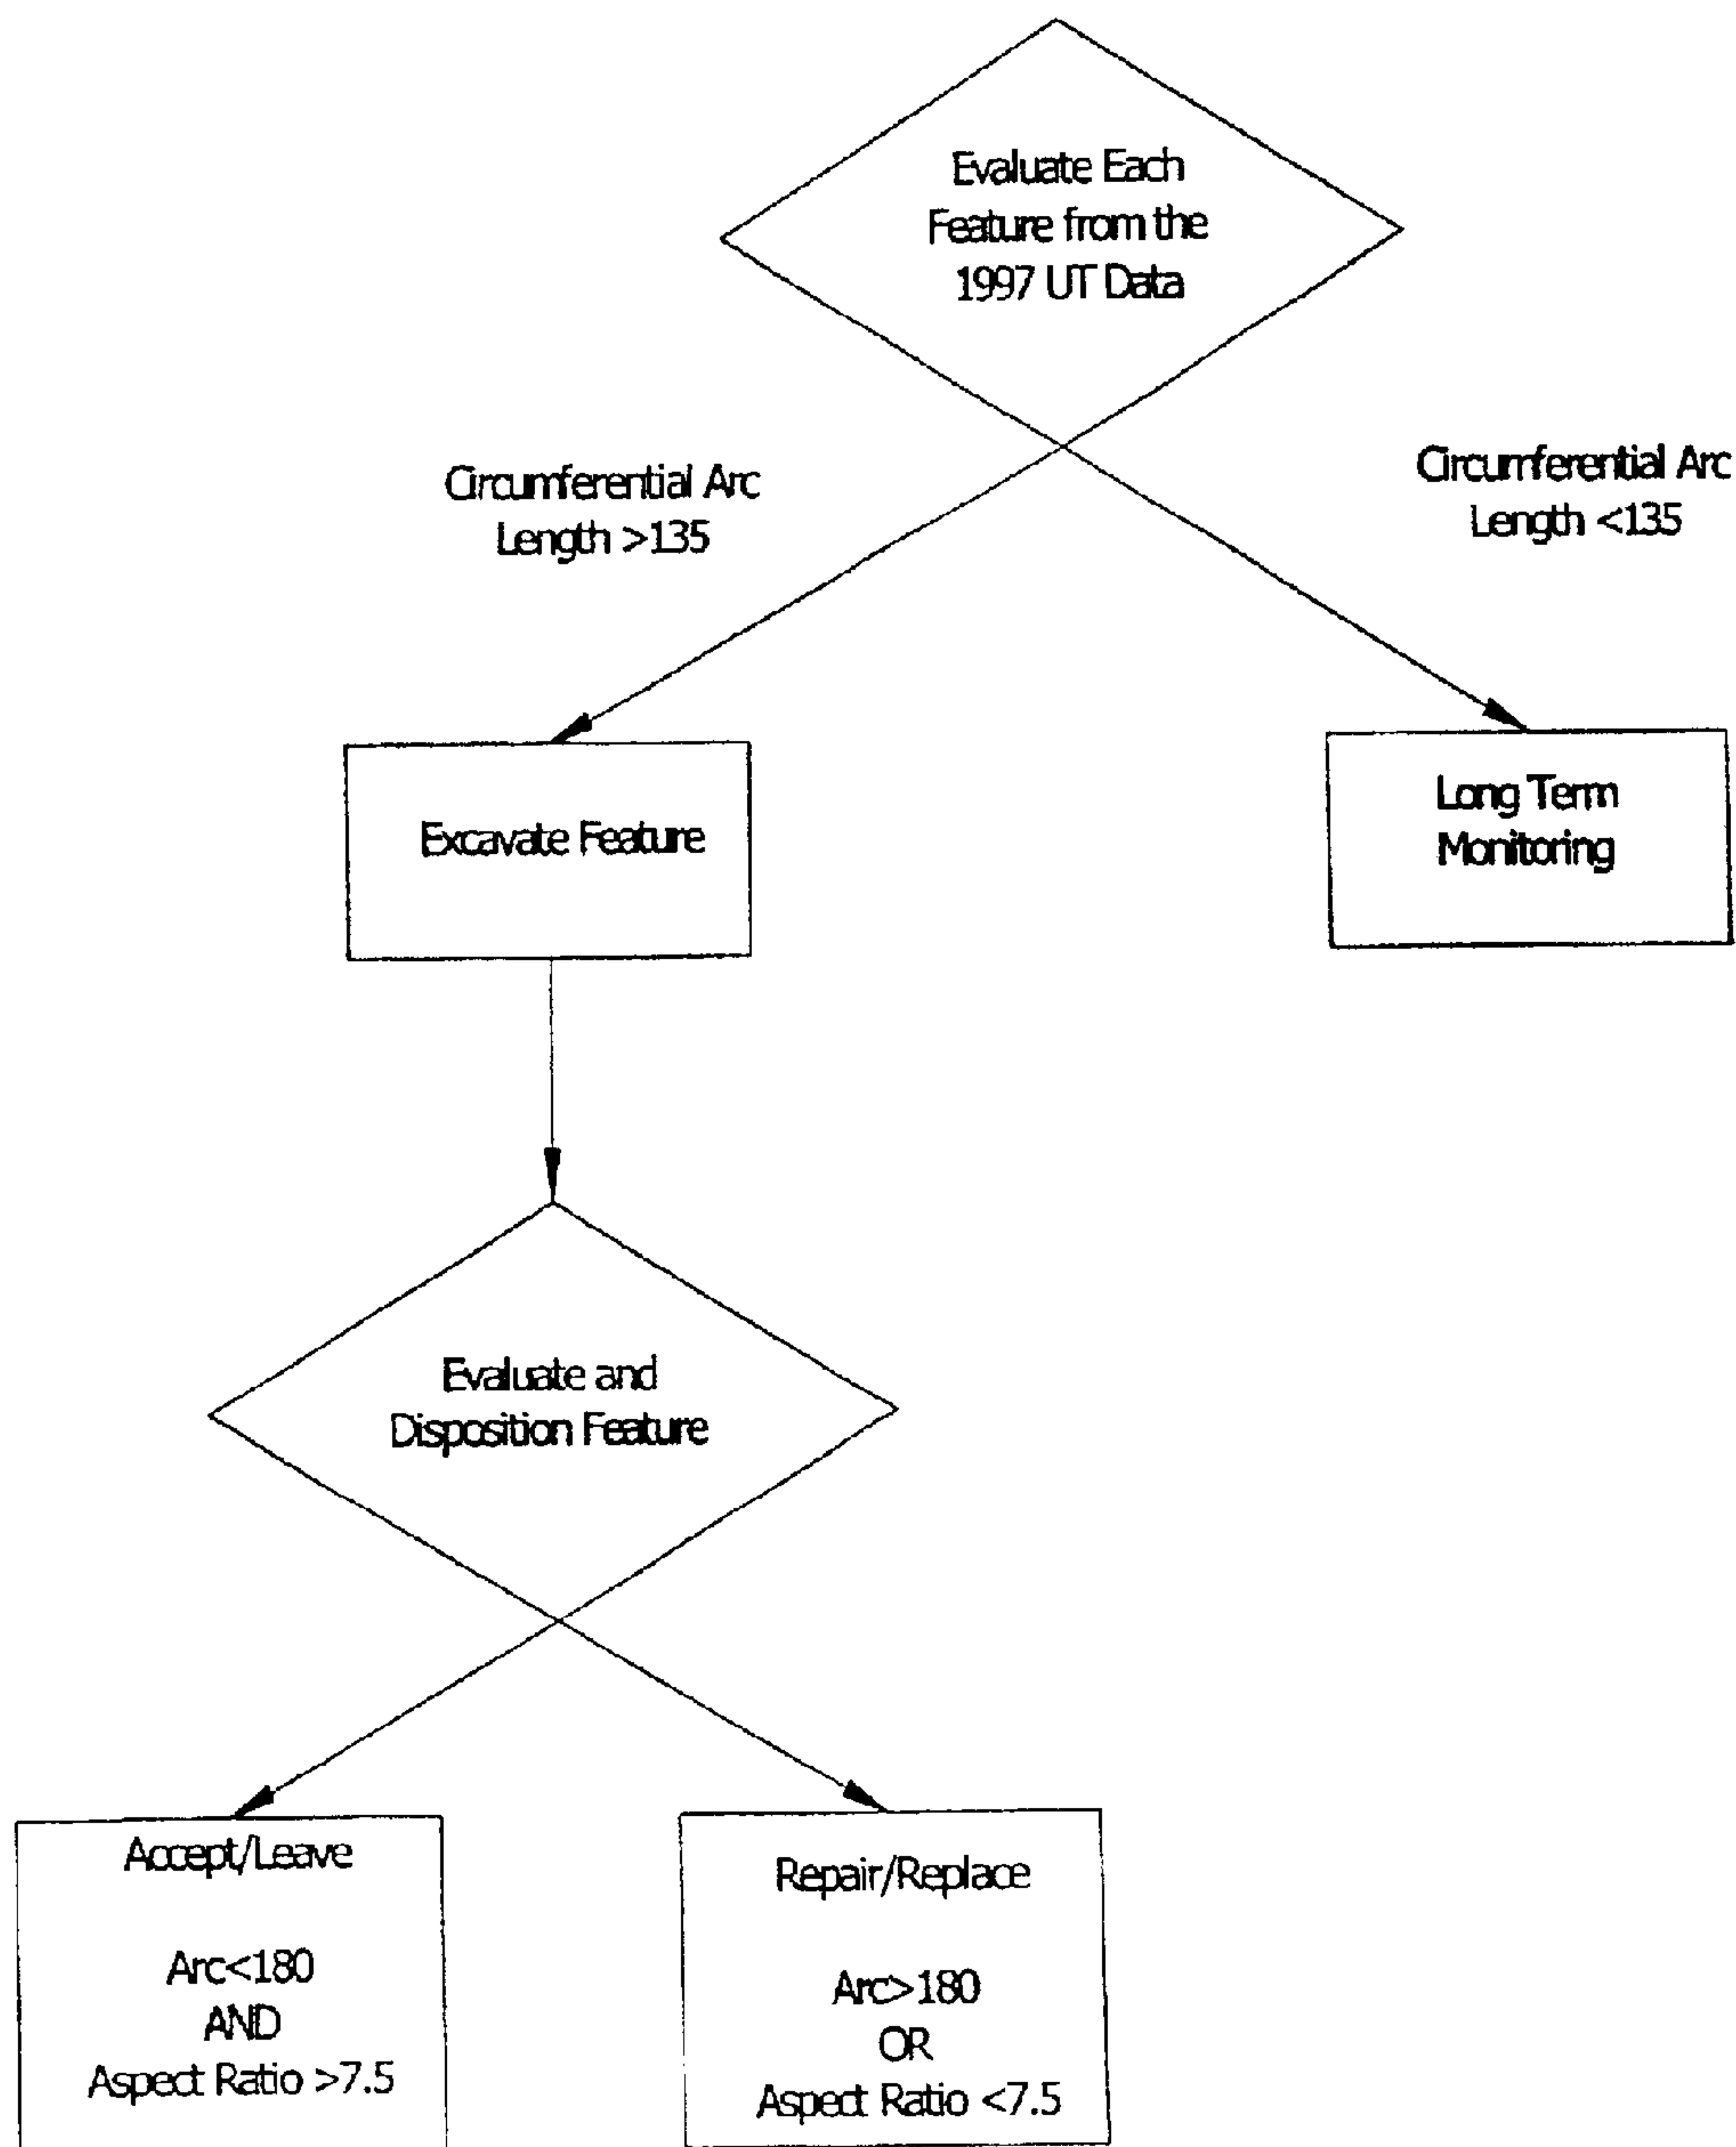 Evaluate Each
Feature from the
1997 UT Data
Circumferential Arc
Length >135
Circumferential Arc
Length <135
Excavate Feature
Long Term
Monitoring
Evaluate and
Disposition Feature
Accept/Leave
Arc<180
AND
Aspect Ratio >7.5
Repair/Replace
Arc>180
OR
Aspect Ratio <7.5